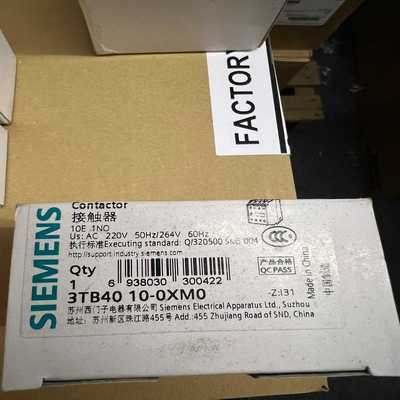 FACTORY
SIEMENS
Contactor
接触器
10E 1NO
Us: AC 220V 50Hz/264V 60Hz
执行标准Executing standard: Q/320500 SME 004
http://support.industry.siemens.com
Qty
1
6 938030 300422
CCC
产品合格
QC PASS
中国制造
3TB40 10-0XM0
-Z:I31
苏州西门子电器有限公司 Siemens Electrical Apparatus Ltd., Suzhou
地址:苏州新区珠江路455号 Add:455 Zhujiang Road of SND, China